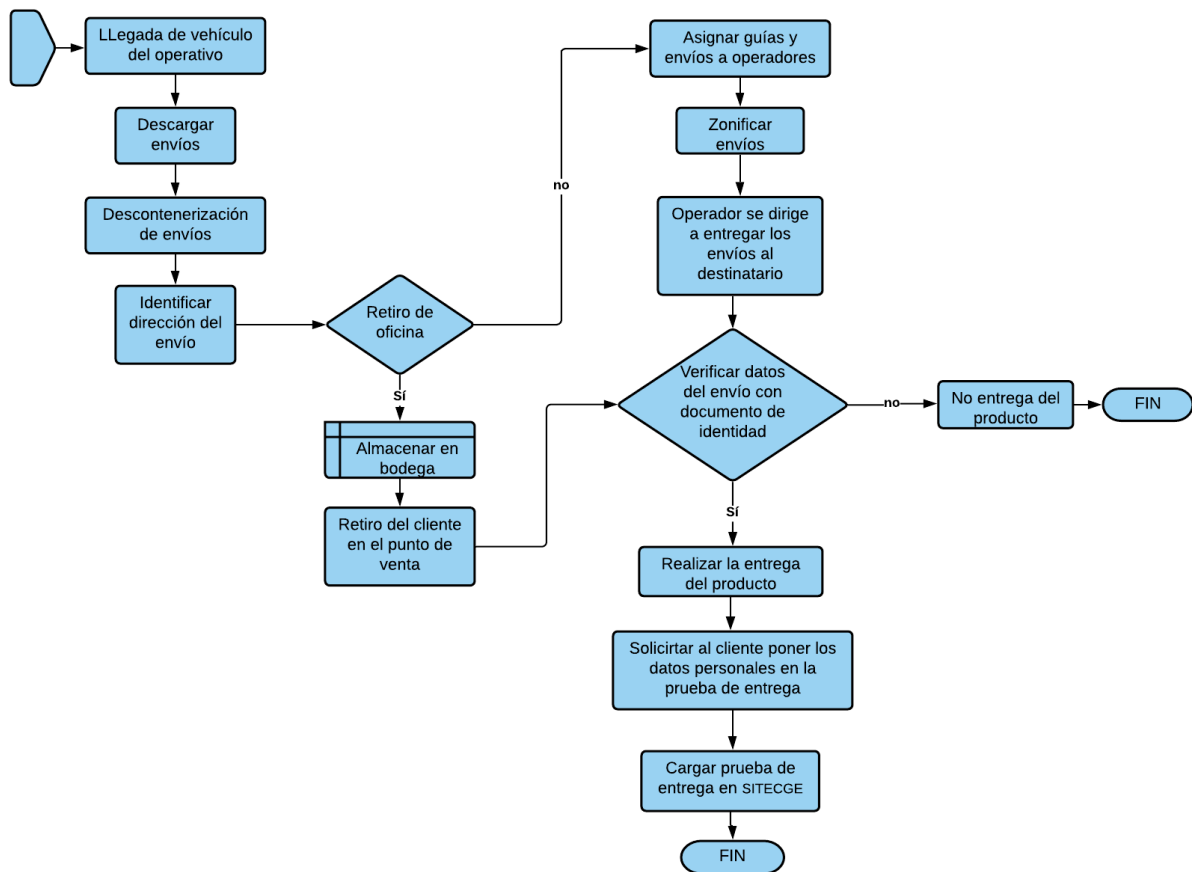 LLegada de vehículo
del operativo
Descargar
envíos
Descontenerización
de envíos
Identificar
dirección del
envío
Retiro de
oficina
no
Sí
Almacenar en
bodega
Retiro del cliente
en el punto de
venta
Asignar guías y
envíos a operadores
Zonificar
envíos
Operador se dirige
a entregar los
envíos al
destinatario
Verificar datos
del envío con
documento de
identidad
no
No entrega del
producto
FIN
Sí
Realizar la entrega
del producto
Solicirtar al cliente poner los
datos personales en la
prueba de entrega
Cargar prueba de
entrega en SITECGE
FIN